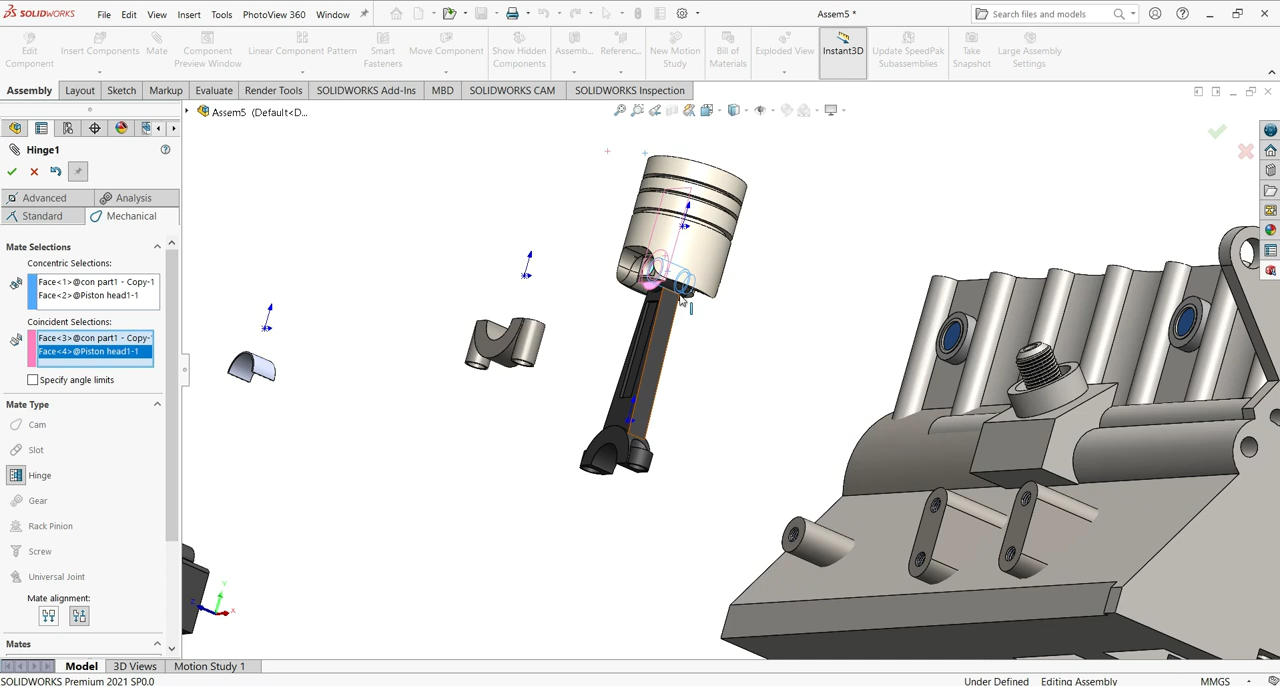 SOLIDWORKS File Edit View Insert Tools PhotoView 360 Window Assem5 * Search files and models
Edit Component
Insert Components
Mate
Component Preview Window
Linear Component Pattern
Smart Fasteners
Move Component
Show Hidden Components
Assemb...
Referenc...
New Motion Study
Bill of Materials
Exploded View
Instant3D
Update SpeedPak Subassemblies
Take Snapshot
Large Assembly Settings
Assembly Layout Sketch Markup Evaluate Render Tools SOLIDWORKS Add-Ins MBD SOLIDWORKS CAM SOLIDWORKS Inspection
Assem5 (Default<D...
Hinge1
Advanced Analysis
Standard Mechanical
Mate Selections
Concentric Selections:
Face<1>@con part1 - Copy-1
Face<2>@Piston head1-1
Coincident Selections:
Face<3>@con part1 - Copy-
Face<4>@Piston head1-1
Specify angle limits
Mate Type
Cam
Slot
Hinge
Gear
Rack Pinion
Screw
Universal Joint
Mate alignment:
Mates
Y
Z X
Model 3D Views Motion Study 1
SOLIDWORKS Premium 2021 SP0.0 Under Defined Editing Assembly MMGS